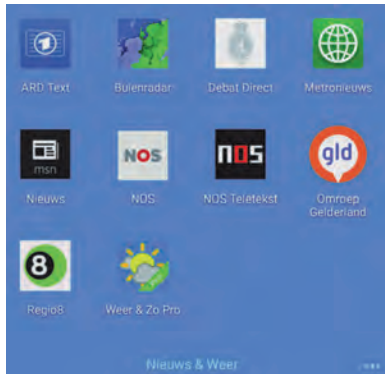 ARD Text
Buienradar
Debat Direct
Metronieuws
msn
Nieuws
NOS
NOS
nos
NOS Teletekst
gld
Omroep
Gelderland
8
Regio8
Weer & Zo Pro
Nieuws & Weer